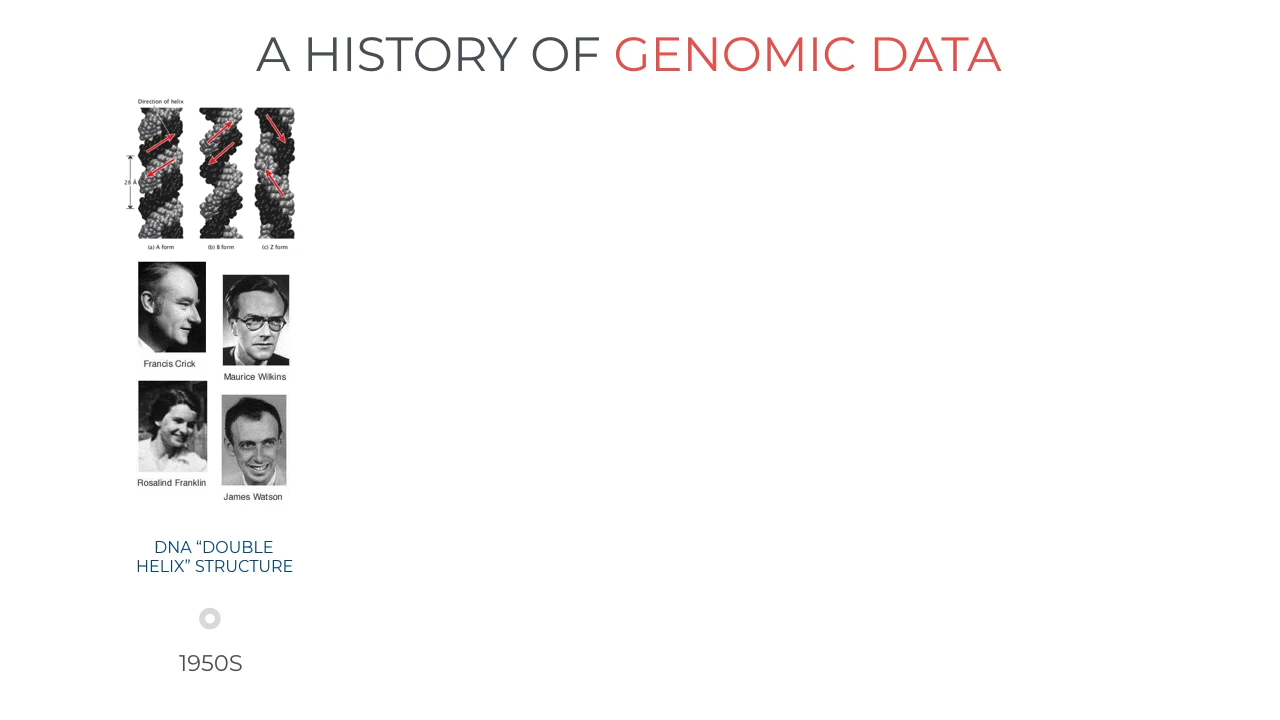 A HISTORY OF GENOMIC DATA
Direction of helix
28 Å
(a) A form
(b) B form
(c) Z form
Francis Crick
Maurice Wilkins
Rosalind Franklin
James Watson
DNA “DOUBLE
HELIX” STRUCTURE
1950S